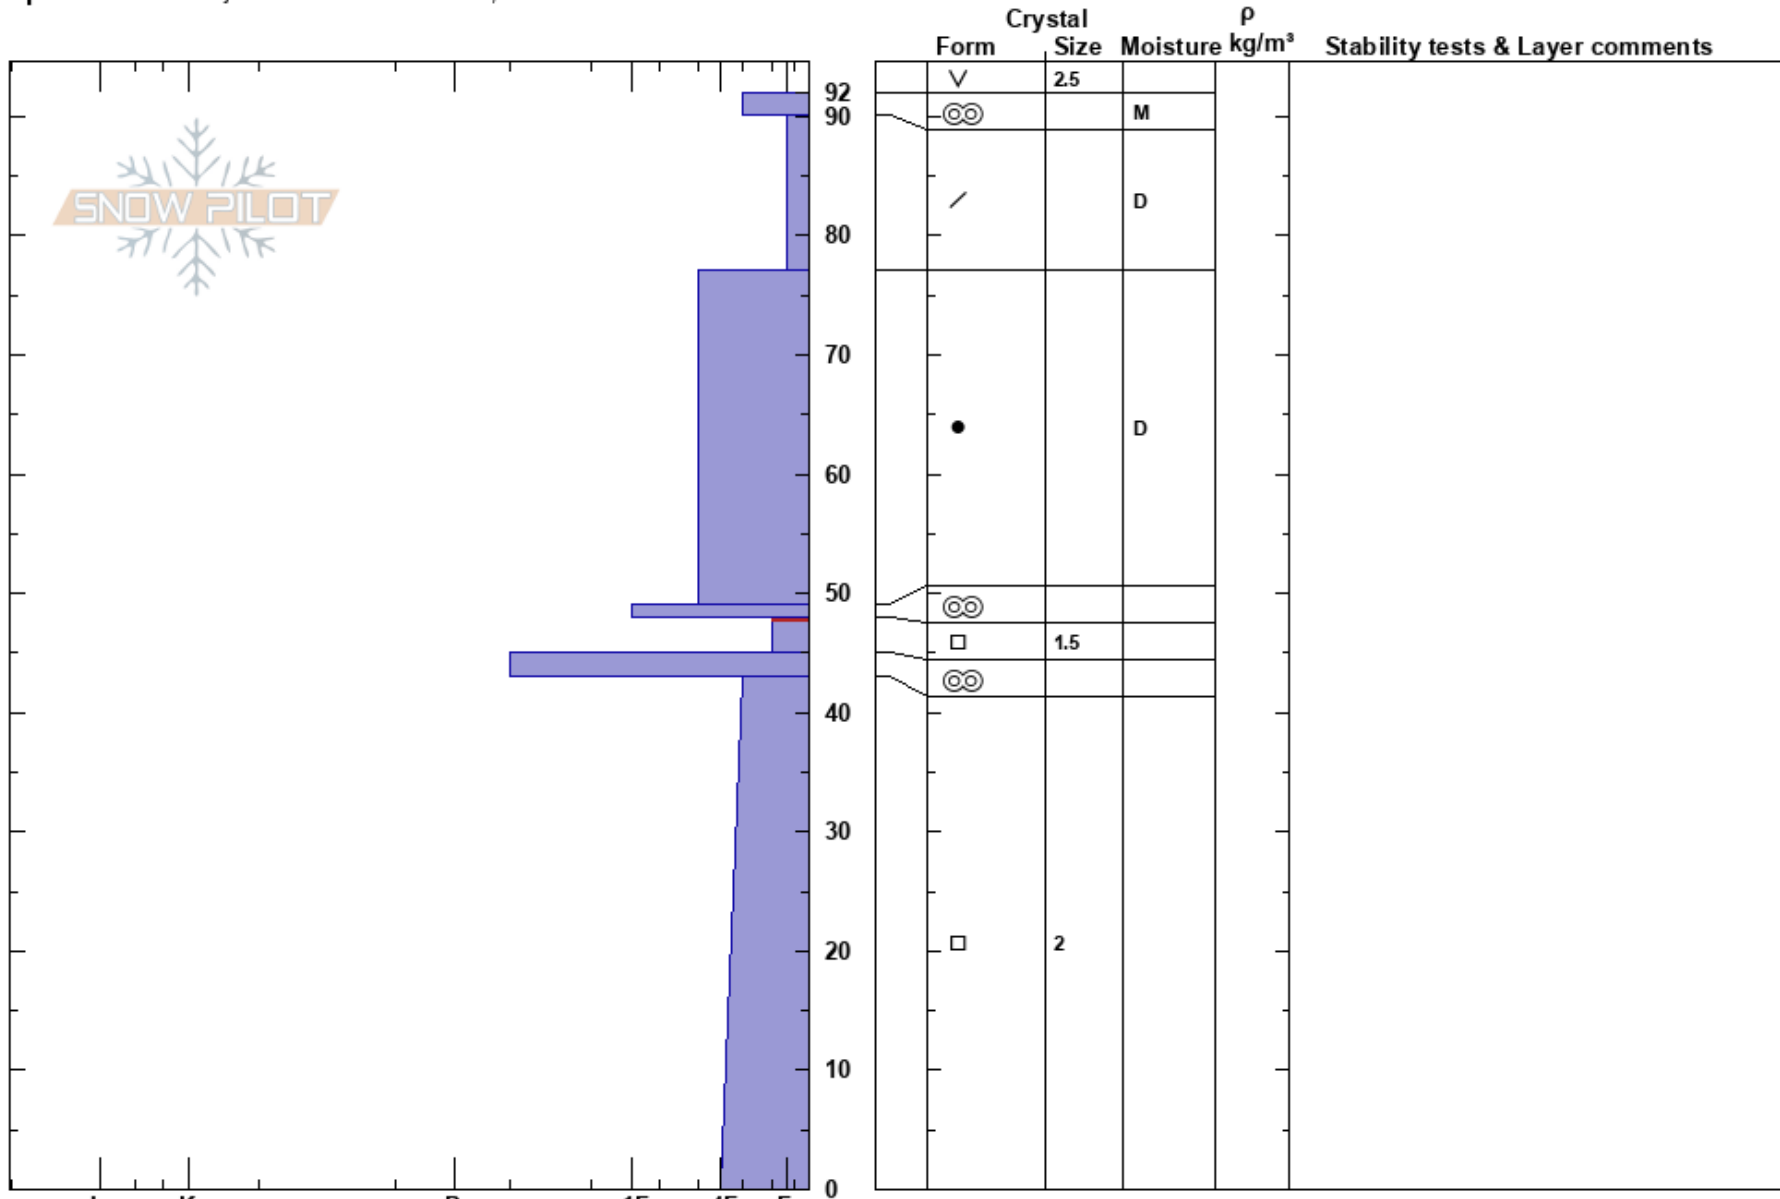 Crystal
ρ
Form Size Moisture kg/m³ Stability tests & Layer comments
2.5
92
90
M
SNOW PILOT
D
80
70
D
60
50
1.5
40
30
20
2
10
0